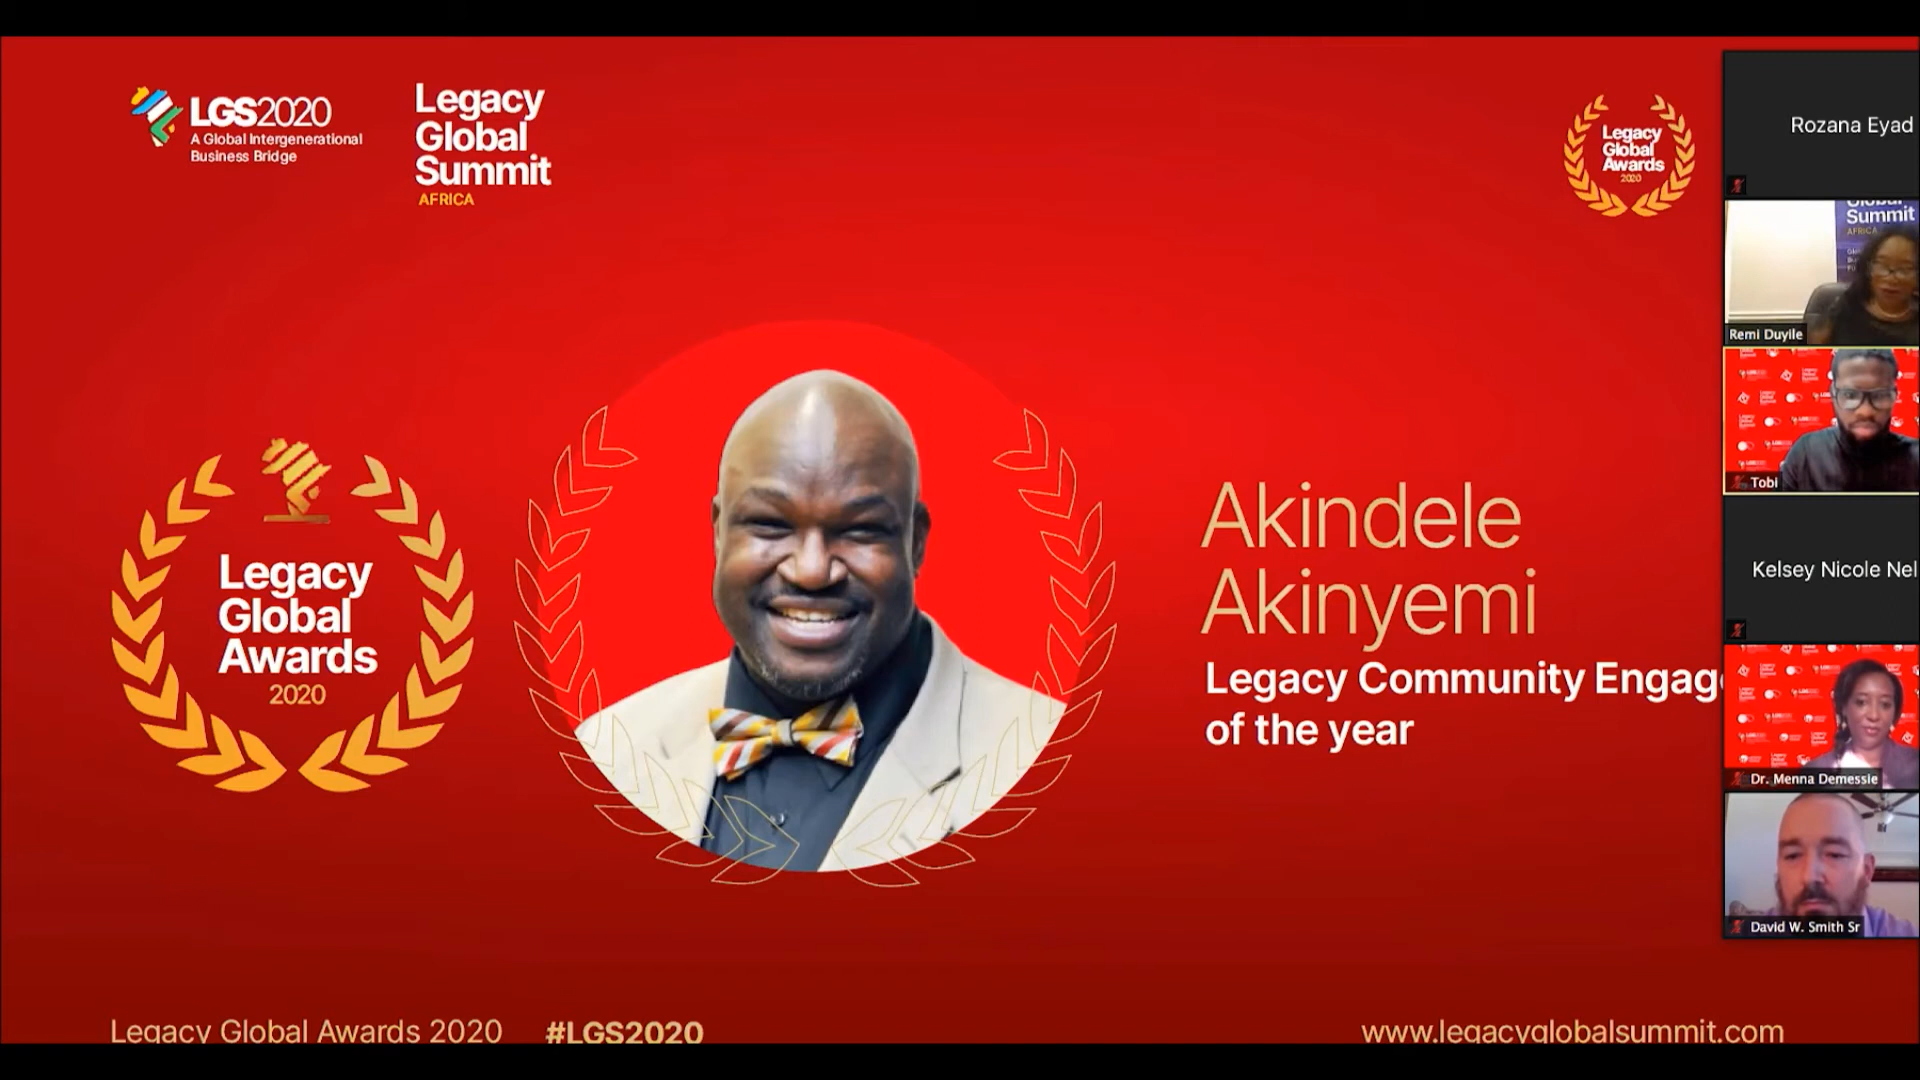 LGS2020
A Global Intergenerational
Business Bridge
Legacy
Global
Summit
AFRICA
Legacy
Global
Awards
2020
Legacy
Global
Awards
2020
Akindele
Akinyemi
Legacy Community Engag
of the year
Legacy Global Awards 2020
#LGS2020
www.legacyglobalsummit.com
Rozana Eyad
Global
Summit
AFRICA
Remi Duyile
Tobi
Kelsey Nicole Nel
Dr. Menna Demessie
David W. Smith Sr